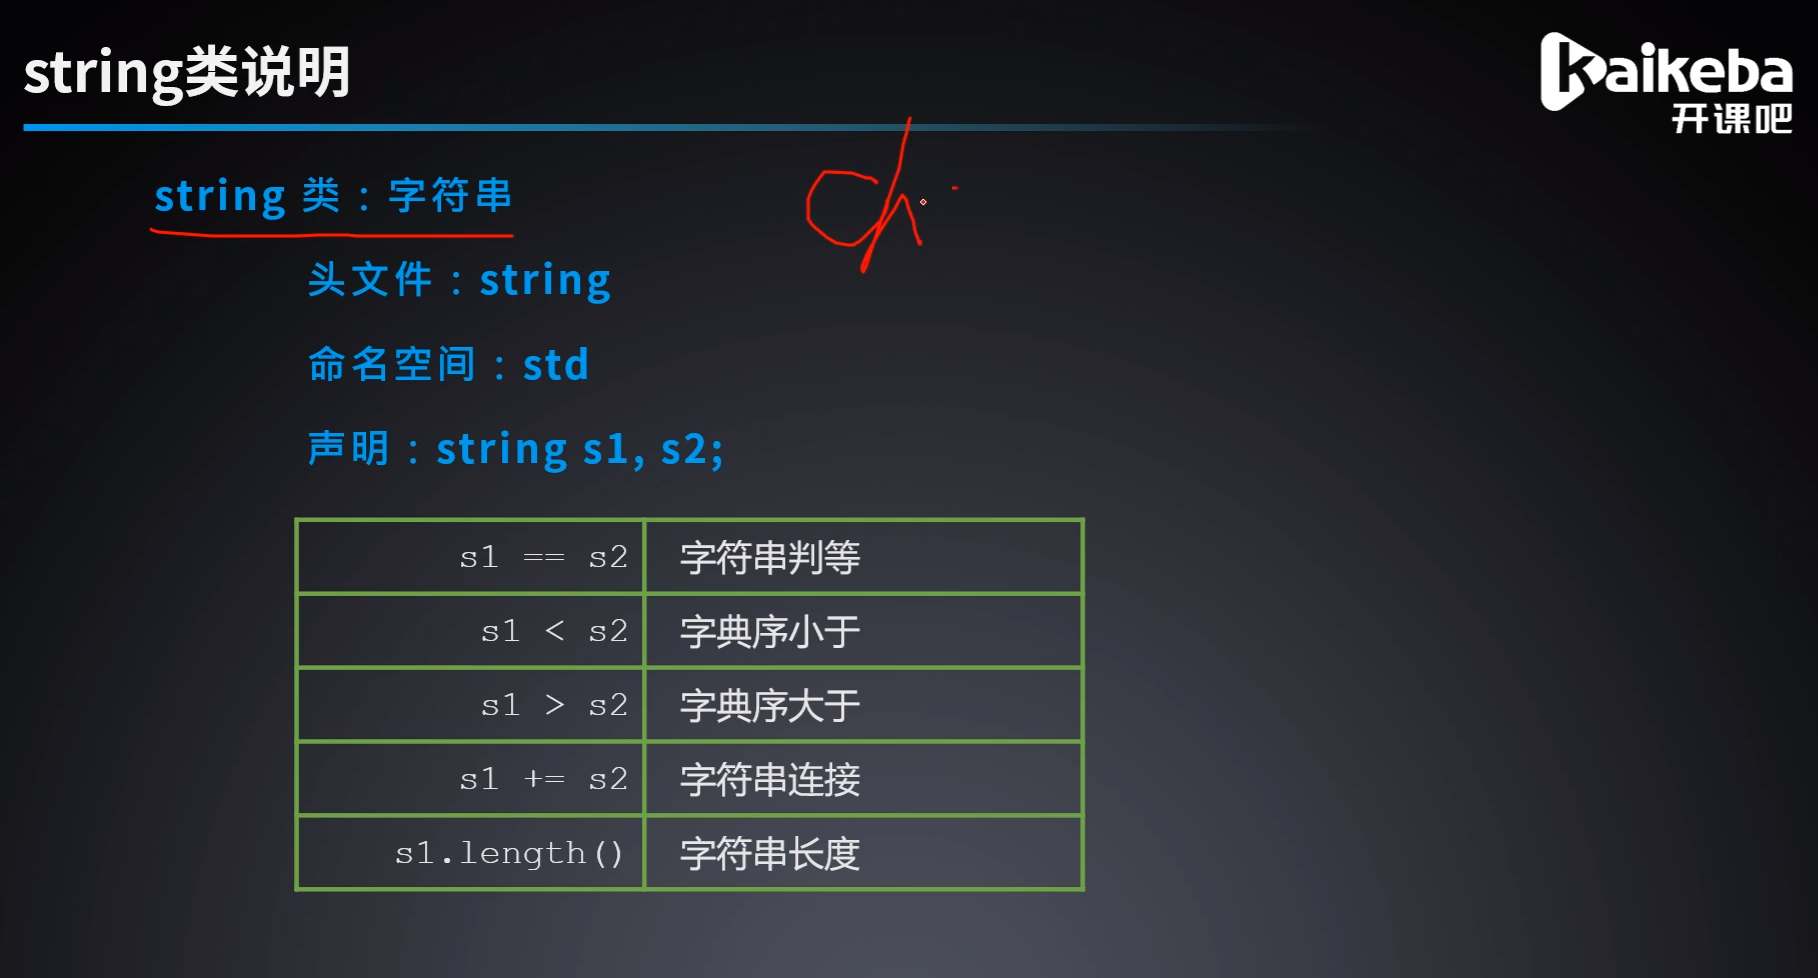 string类说明
Kaikeba
开课吧
string 类：字符串
头文件：string
命名空间：std
声明：string s1, s2;
s1 == s2 字符串判等
s1 < s2 字典序小于
s1 > s2 字典序大于
s1 += s2 字符串连接
s1.length() 字符串长度